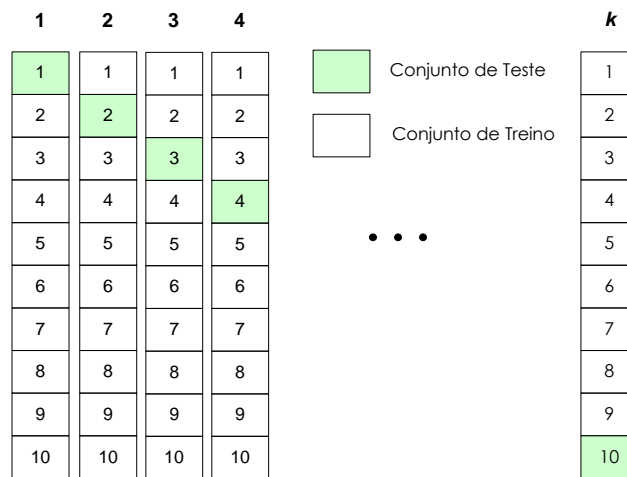 1 2 3 4 k
1 1 1 1 Conjunto de Teste 1
2 2 2 2 2
Conjunto de Treino
3 3 3 3 3
4 4 4 4 4
5 5 5 5 • • • 5
6 6 6 6 6
7 7 7 7 7
8 8 8 8 8
9 9 9 9 9
10 10 10 10 10